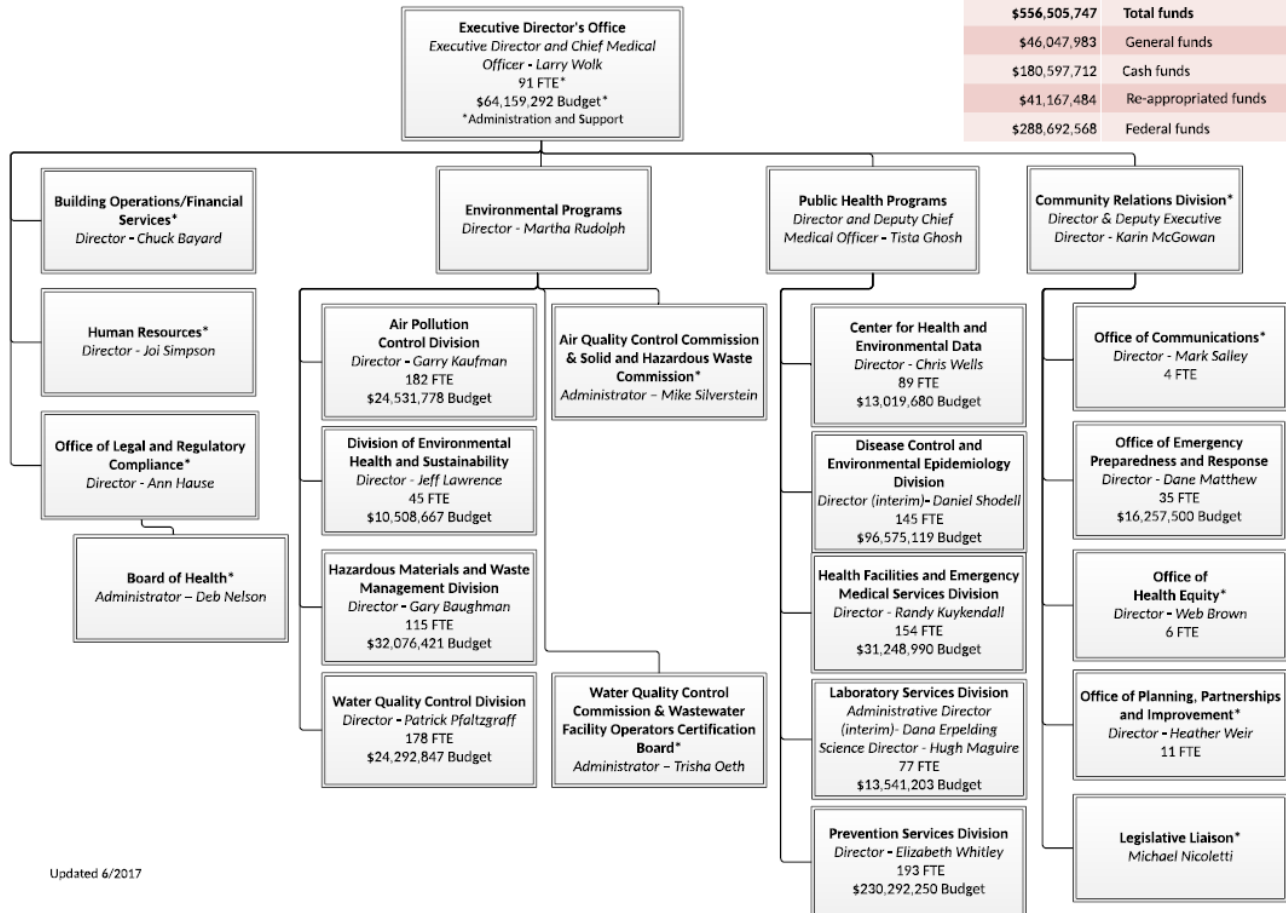 $556,505,747 Total funds
$46,047,983 General funds
$180,597,712 Cash funds
$41,167,484 Re-appropriated funds
$288,692,568 Federal funds
Executive Director's Office
Executive Director and Chief Medical
Officer - Larry Wolk
91 FTE*
$64,159,292 Budget*
*Administration and Support
Building Operations/Financial
Services*
Director - Chuck Bayard
Human Resources*
Director - Joi Simpson
Office of Legal and Regulatory
Compliance*
Director - Ann Hause
Board of Health*
Administrator – Deb Nelson
Environmental Programs
Director - Martha Rudolph
Air Pollution
Control Division
Director - Garry Kaufman
182 FTE
$24,531,778 Budget
Division of Environmental
Health and Sustainability
Director - Jeff Lawrence
45 FTE
$10,508,667 Budget
Hazardous Materials and Waste
Management Division
Director - Gary Baughman
115 FTE
$32,076,421 Budget
Water Quality Control Division
Director - Patrick Pfaltzgraff
178 FTE
$24,292,847 Budget
Air Quality Control Commission
& Solid and Hazardous Waste
Commission*
Administrator – Mike Silverstein
Water Quality Control
Commission & Wastewater
Facility Operators Certification
Board*
Administrator – Trisha Oeth
Public Health Programs
Director and Deputy Chief
Medical Officer - Tista Ghosh
Center for Health and
Environmental Data
Director - Chris Wells
89 FTE
$13,019,680 Budget
Disease Control and
Environmental Epidemiology
Division
Director (interim)- Daniel Shodell
145 FTE
$96,575,119 Budget
Health Facilities and Emergency
Medical Services Division
Director - Randy Kuykendall
154 FTE
$31,248,990 Budget
Laboratory Services Division
Administrative Director
(interim)- Dana Erpelding
Science Director - Hugh Maguire
77 FTE
$13,541,203 Budget
Prevention Services Division
Director - Elizabeth Whitley
193 FTE
$230,292,250 Budget
Community Relations Division*
Director & Deputy Executive
Director - Karin McGowan
Office of Communications*
Director - Mark Salley
4 FTE
Office of Emergency
Preparedness and Response
Director - Dane Matthew
35 FTE
$16,257,500 Budget
Office of
Health Equity*
Director - Web Brown
6 FTE
Office of Planning, Partnerships
and Improvement*
Director - Heather Weir
11 FTE
Legislative Liaison*
Michael Nicoletti
Updated 6/2017